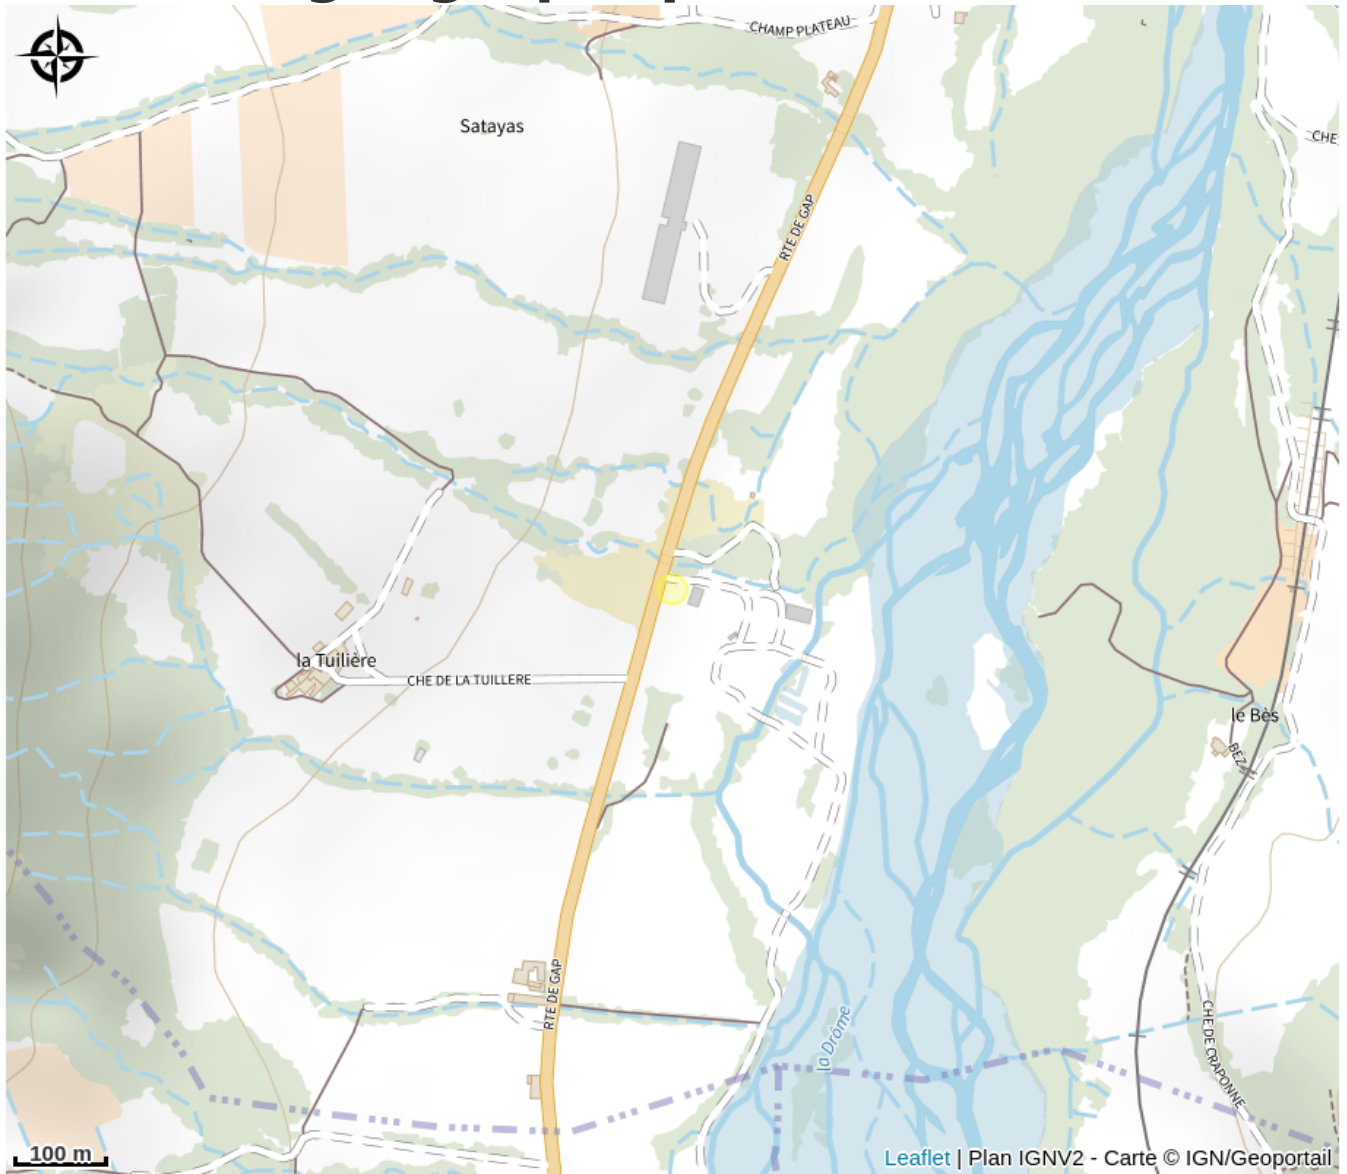 CHAMP PLATEAU
Satayas
CHE
RTE DE GAP
la Tuilière
CHE DE LA TUILLERE
le Bès
BEZ
RTE DE GAP
la Drôme
CHE DE CRAPONNE
100 m
Leaflet | Plan IGNV2 - Carte © IGN/Geoportail